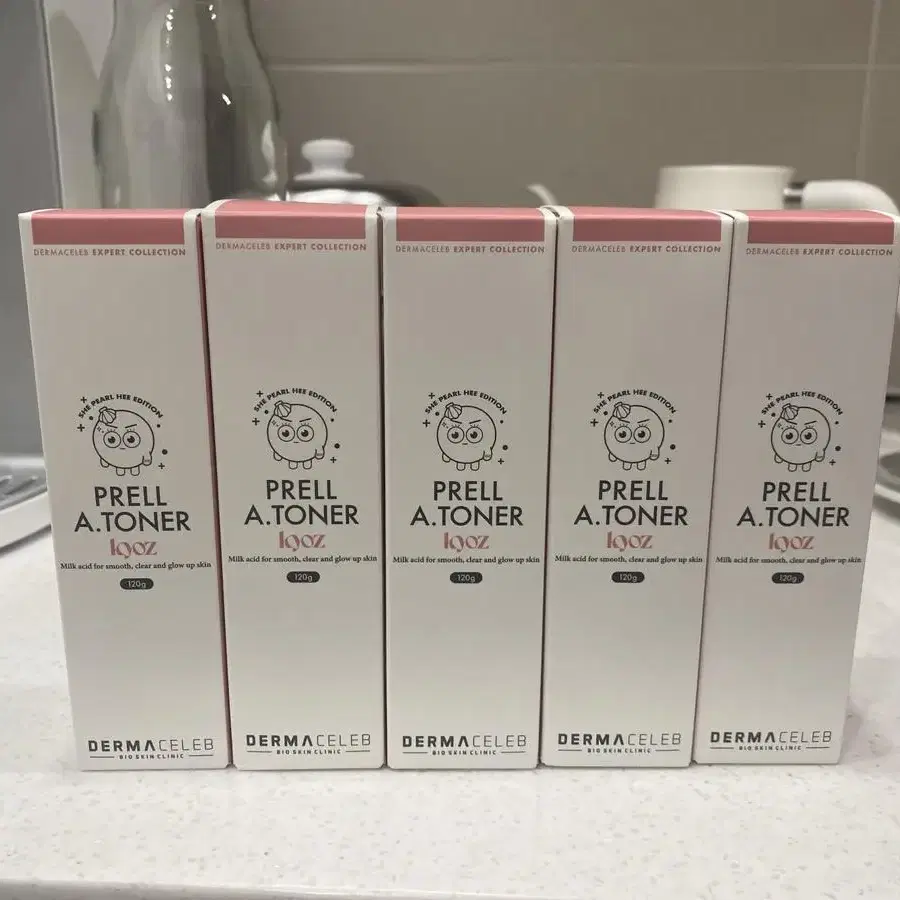 DERMACELEB EXPERT COLLECTION
SHE PEARL HEE EDITION
PRELL
A.TONER
Milk acid for smooth, clear and glow up skin
120g
DERMACELEB
BIO SKIN CLINIC
DERMACELEB EXPERT COLLECTION
SHE PEARL HEE EDITION
PRELL
A.TONER
Milk acid for smooth, clear and glow up skin
120g
DERMACELEB
BIO SKIN CLINIC
DERMACELEB EXPERT COLLECTION
SHE PEARL HEE EDITION
PRELL
A.TONER
Milk acid for smooth, clear and glow up skin
120g
DERMACELEB
BIO SKIN CLINIC
DERMACELEB EXPERT COLLECTION
SHE PEARL HEE EDITION
PRELL
A.TONER
Milk acid for smooth, clear and glow up skin
120g
DERMACELEB
BIO SKIN CLINIC
DERMACELEB EXPERT COLLECTION
SHE PEARL HEE EDITION
PRELL
A.TONER
Milk acid for smooth, clear and glow up skin
120g
DERMACELEB
BIO SKIN CLINIC